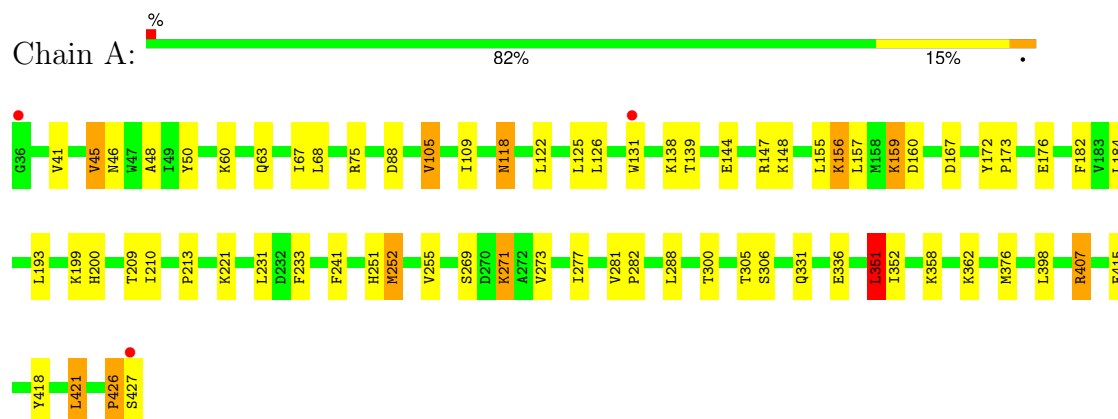 %
Chain A:
82% 15% •
G36 V41 V45 N46 W47 A48 I49 Y50 K60 Q63 I67 L68 R75 D88 V105 I109 N118 L122 L125 L126 W131 K138 T139 E144 R147 K148 L155 K156 L157 M158 K159 D160 D167 Y172 P173 E176 F182 V183 L184
L193 K199 H200 T209 I210 P213 K221 L231 D232 F233 F241 H251 M252 V255 S269 D270 K271 A272 V273 I277 V281 P282 L288 T300 T305 S306 Q331 E336 L351 I352 K358 K362 M376 L398 R407
Y418 L421 P426 S427